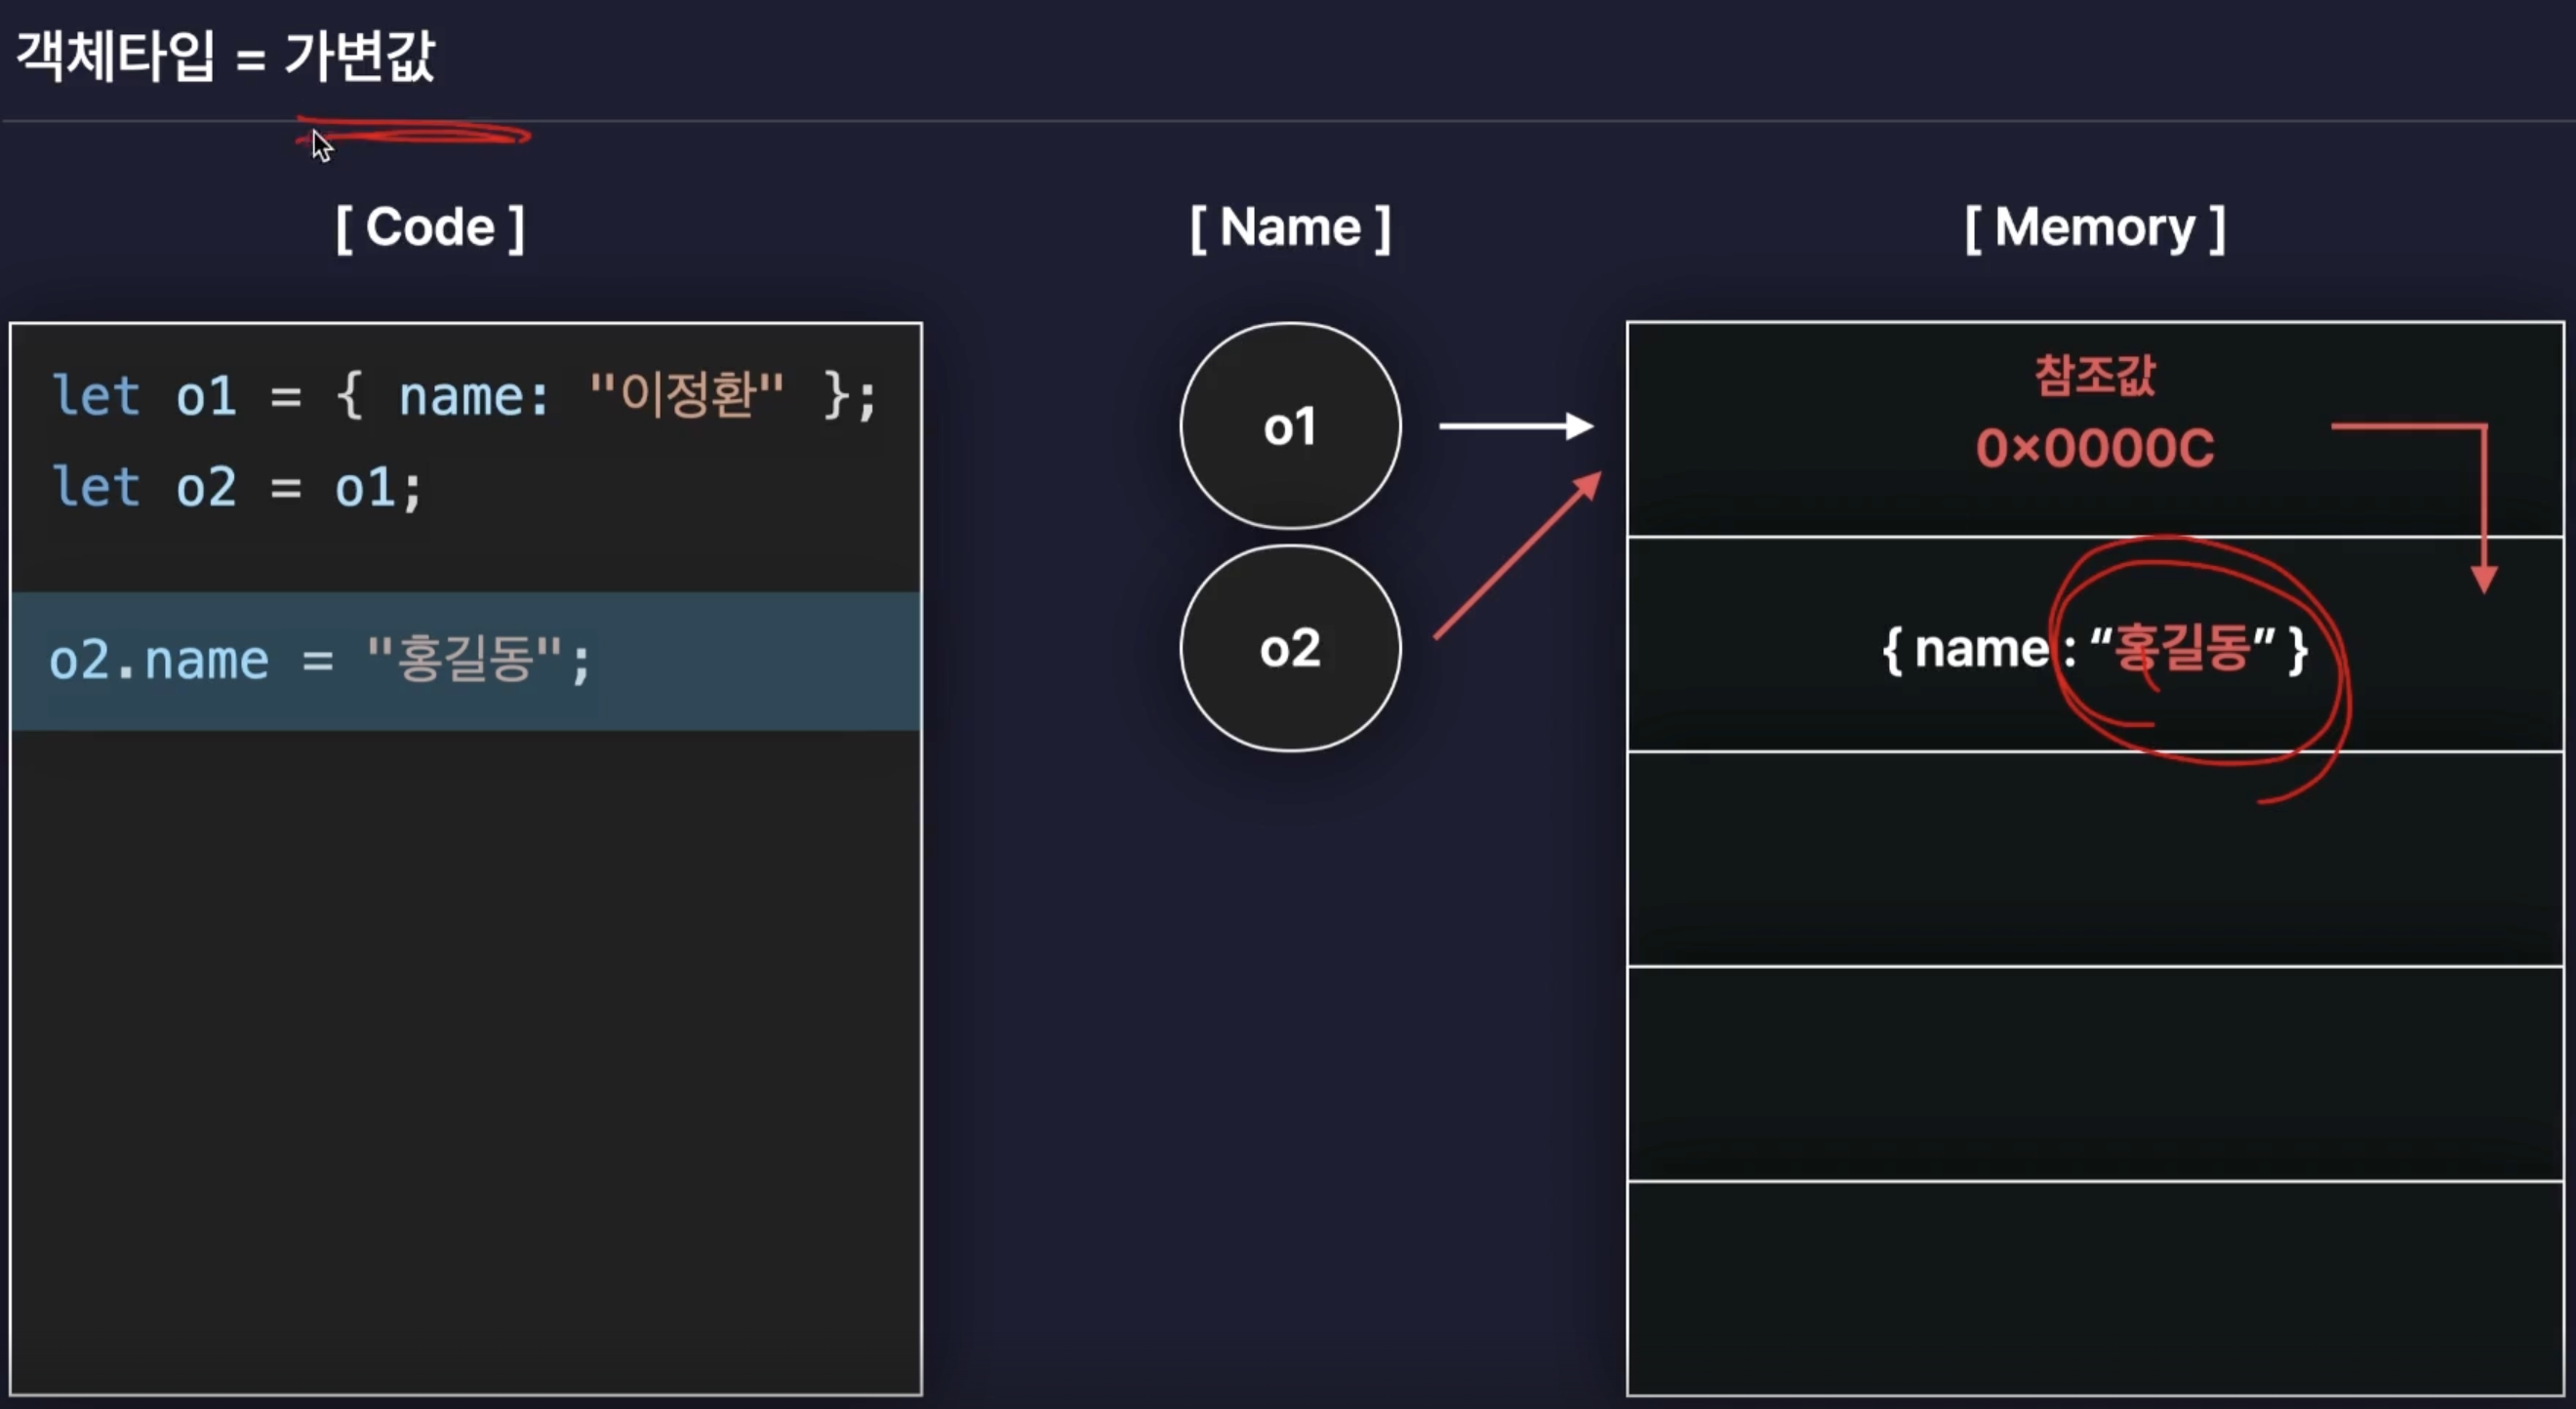 객체타입 = 가변값
[ Code ]
[ Name ]
[ Memory ]
let o1 = { name: "이정환" };
let o2 = o1;
o2.name = "홍길동";
o1
o2
참조값
0×0000C
{ name : “홍길동” }